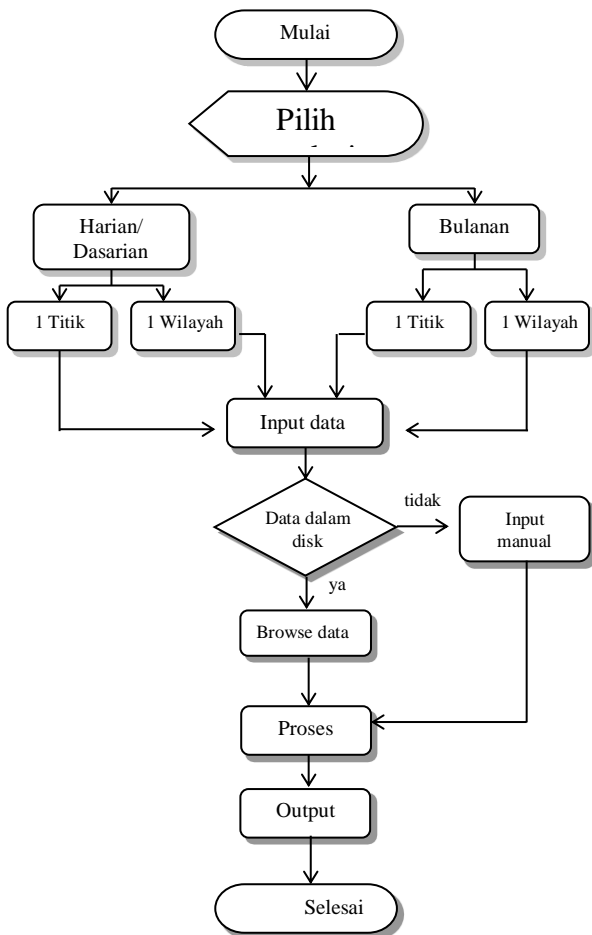 Mulai
Pilih
Harian/
Dasarian
Bulanan
1 Titik
1 Wilayah
1 Titik
1 Wilayah
Input data
Data dalam
disk
tidak
Input
manual
ya
Browse data
Proses
Output
Selesai